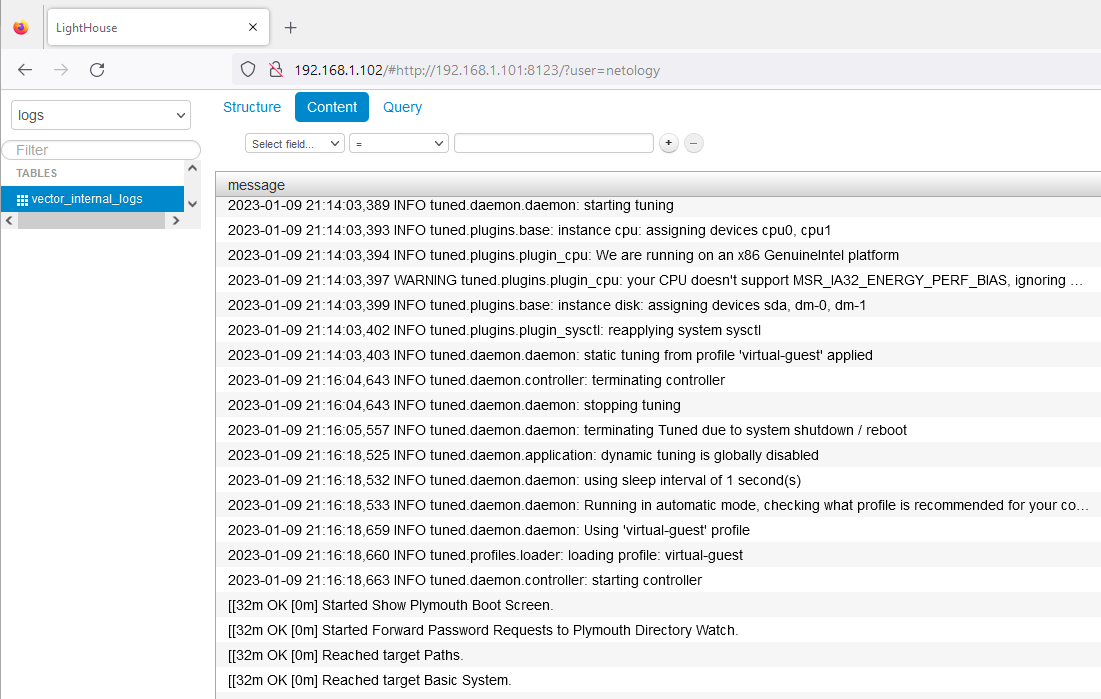 LightHouse
192.168.1.102/#http://192.168.1.101:8123/?user=netology
logs
Structure Content Query
Filter
Select field... =
TABLES
vector_internal_logs
message
2023-01-09 21:14:03,389 INFO tuned.daemon.daemon: starting tuning
2023-01-09 21:14:03,393 INFO tuned.plugins.base: instance cpu: assigning devices cpu0, cpu1
2023-01-09 21:14:03,394 INFO tuned.plugins.plugin_cpu: We are running on an x86 GenuineIntel platform
2023-01-09 21:14:03,397 WARNING tuned.plugins.plugin_cpu: your CPU doesn't support MSR_IA32_ENERGY_PERF_BIAS, ignoring ...
2023-01-09 21:14:03,399 INFO tuned.plugins.base: instance disk: assigning devices sda, dm-0, dm-1
2023-01-09 21:14:03,402 INFO tuned.plugins.plugin_sysctl: reapplying system sysctl
2023-01-09 21:14:03,403 INFO tuned.daemon.daemon: static tuning from profile 'virtual-guest' applied
2023-01-09 21:16:04,643 INFO tuned.daemon.controller: terminating controller
2023-01-09 21:16:04,643 INFO tuned.daemon.daemon: stopping tuning
2023-01-09 21:16:05,557 INFO tuned.daemon.daemon: terminating Tuned due to system shutdown / reboot
2023-01-09 21:16:18,525 INFO tuned.daemon.application: dynamic tuning is globally disabled
2023-01-09 21:16:18,532 INFO tuned.daemon.daemon: using sleep interval of 1 second(s)
2023-01-09 21:16:18,533 INFO tuned.daemon.daemon: Running in automatic mode, checking what profile is recommended for your co...
2023-01-09 21:16:18,659 INFO tuned.daemon.daemon: Using 'virtual-guest' profile
2023-01-09 21:16:18,660 INFO tuned.profiles.loader: loading profile: virtual-guest
2023-01-09 21:16:18,663 INFO tuned.daemon.controller: starting controller
[[32m OK [0m] Started Show Plymouth Boot Screen.
[[32m OK [0m] Started Forward Password Requests to Plymouth Directory Watch.
[[32m OK [0m] Reached target Paths.
[[32m OK [0m] Reached target Basic System.